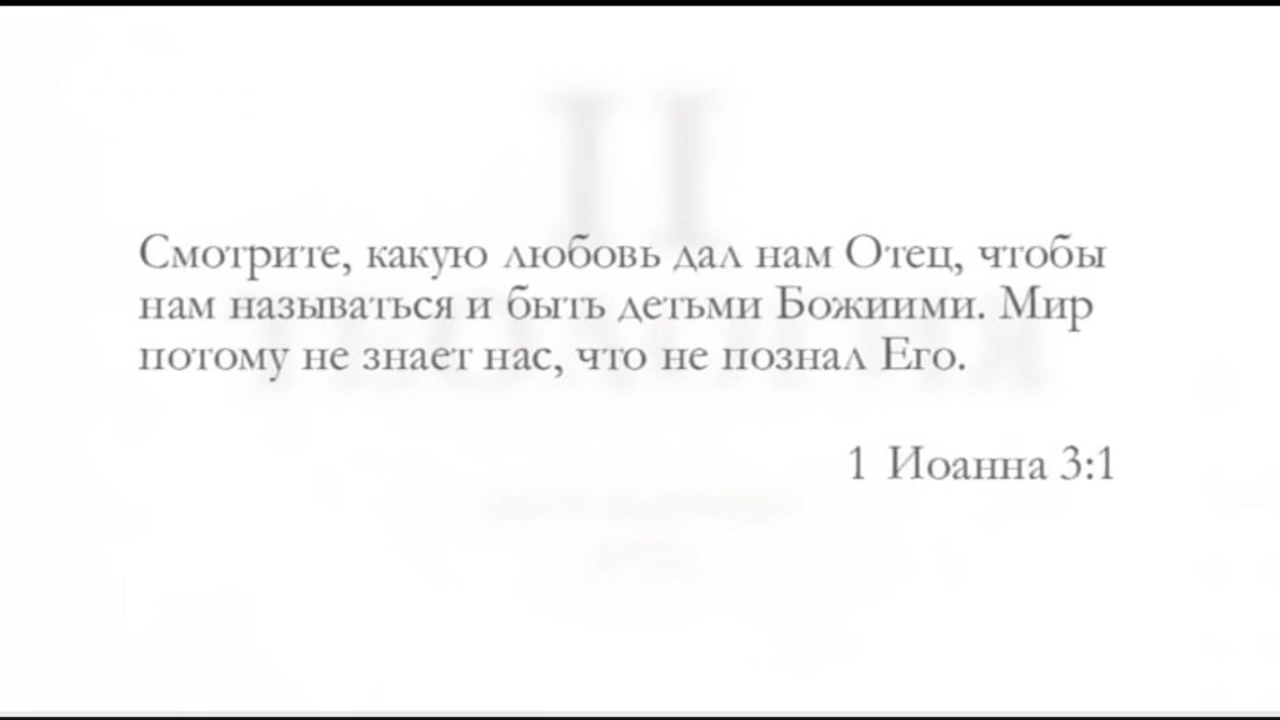 Смотрите, какую любовь дал нам Отец, чтобы
нам называться и быть детьми Божиими. Мир
потому не знает нас, что не познал Его.
1 Иоанна 3:1